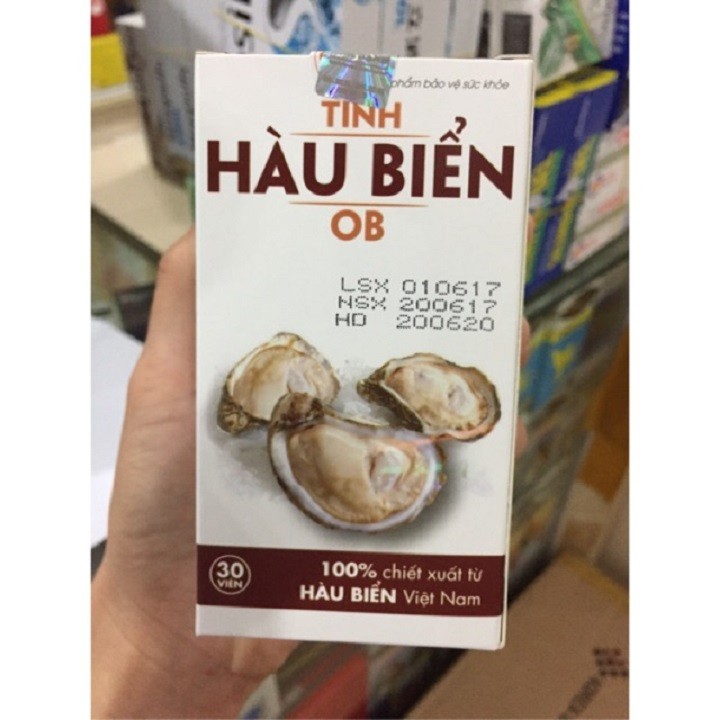 phẩm bảo vệ sức khỏe
TINH
HÀU BIỂN
OB
LSX 010617
NSX 200617
HD 200620
30
VIÊN
100% chiết xuất từ
HÀU BIỂN Việt Nam